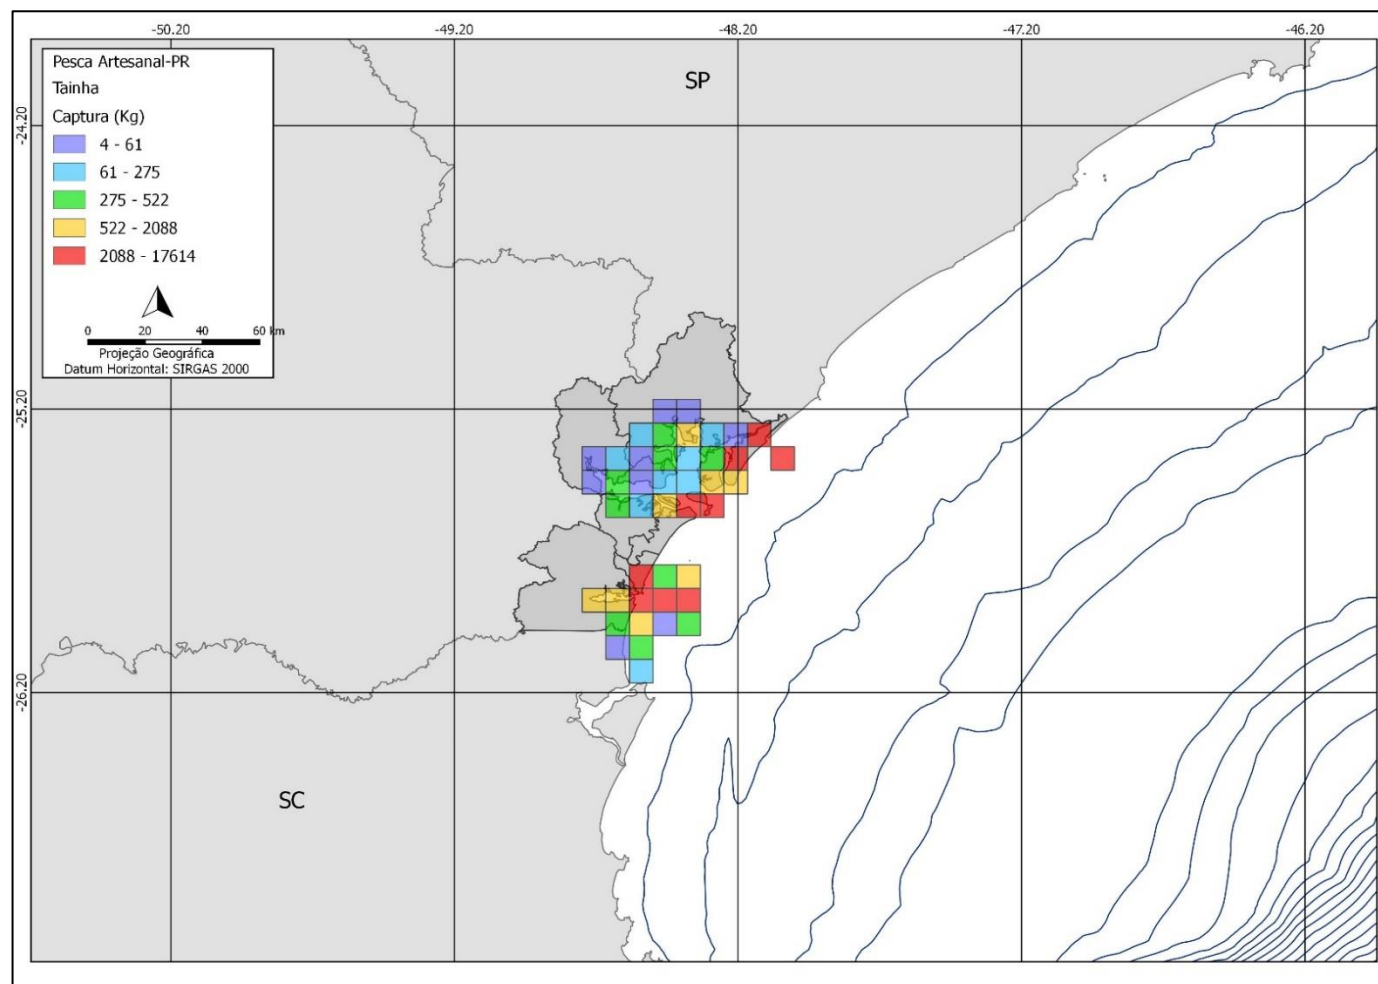 -50.20 -49.20 -48.20 -47.20 -46.20
Pesca Artesanal-PR
Tainha
Captura (Kg)
4 - 61
61 - 275
275 - 522
522 - 2088
2088 - 17614
0 20 40 60 km
Projeção Geográfica
Datum Horizontal: SIRGAS 2000
SP
-24.20
-25.20
-26.20
SC